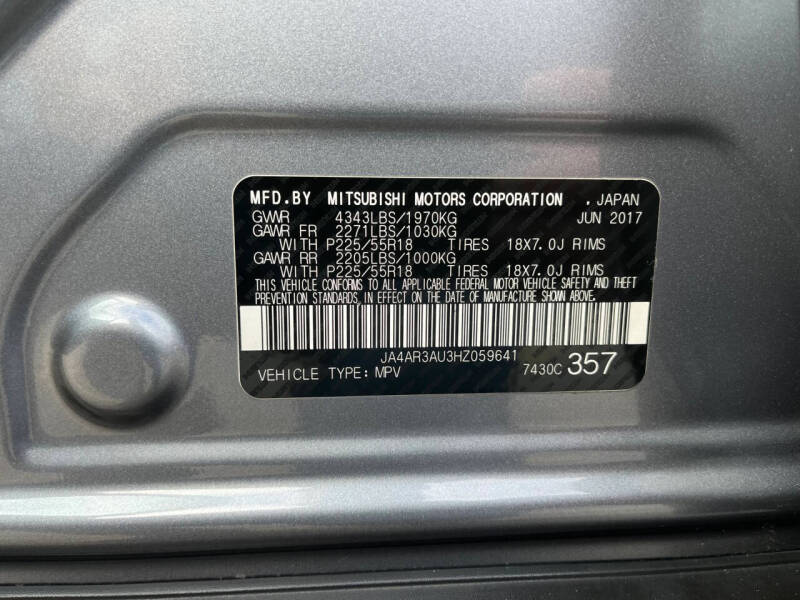 MFD.BY MITSUBISHI MOTORS CORPORATION . JAPAN
GVWR 4343LBS/1970KG JUN 2017
GAWR FR 2271LBS/1030KG
WITH P225/55R18 TIRES 18X7.0J RIMS
GAWR RR 2205LBS/1000KG
WITH P225/55R18 TIRES 18X7.0J RIMS
THIS VEHICLE CONFORMS TO ALL APPLICABLE FEDERAL MOTOR VEHICLE SAFETY AND THEFT
PREVENTION STANDARDS, IN EFFECT ON THE DATE OF MANUFACTURE SHOWN ABOVE.
JA4AR3AU3HZ059641
VEHICLE TYPE: MPV 7430C 357